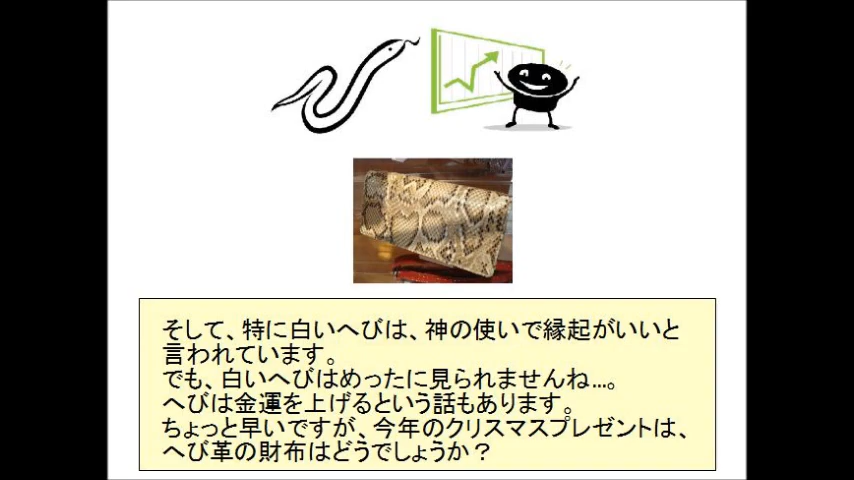 そして、特に白いへびは、神の使いで縁起がいいと
言われています。
でも、白いへびはめったに見られませんね…。
へびは金運を上げるという話もあります。
ちょっと早いですが、今年のクリスマスプレゼントは、
へび革の財布はどうでしょうか？